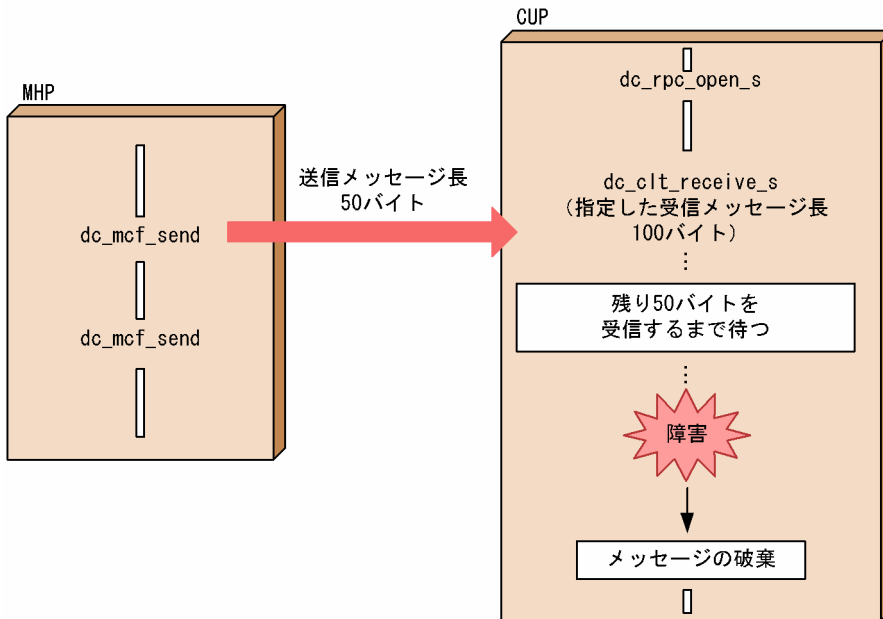 MHP
dc_mcf_send
dc_mcf_send
送信メッセージ長
50バイト
CUP
dc_rpc_open_s
dc_clt_receive_s
（指定した受信メッセージ長
100バイト）
⋮
残り50バイトを
受信するまで待つ
⋮
障害
メッセージの破棄